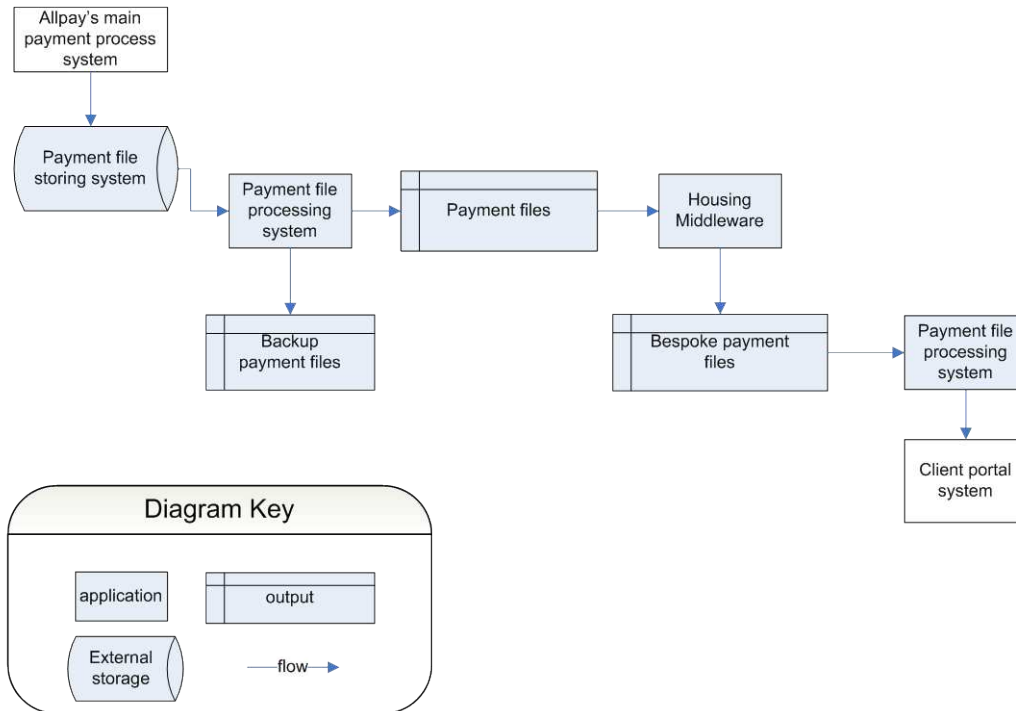 Allpay's main
payment process
system
Payment file
storing system
Payment file
processing
system
Payment files
Housing
Middleware
Backup
payment files
Bespoke payment
files
Payment file
processing
system
Client portal
system
Diagram Key
application
output
External
storage
flow